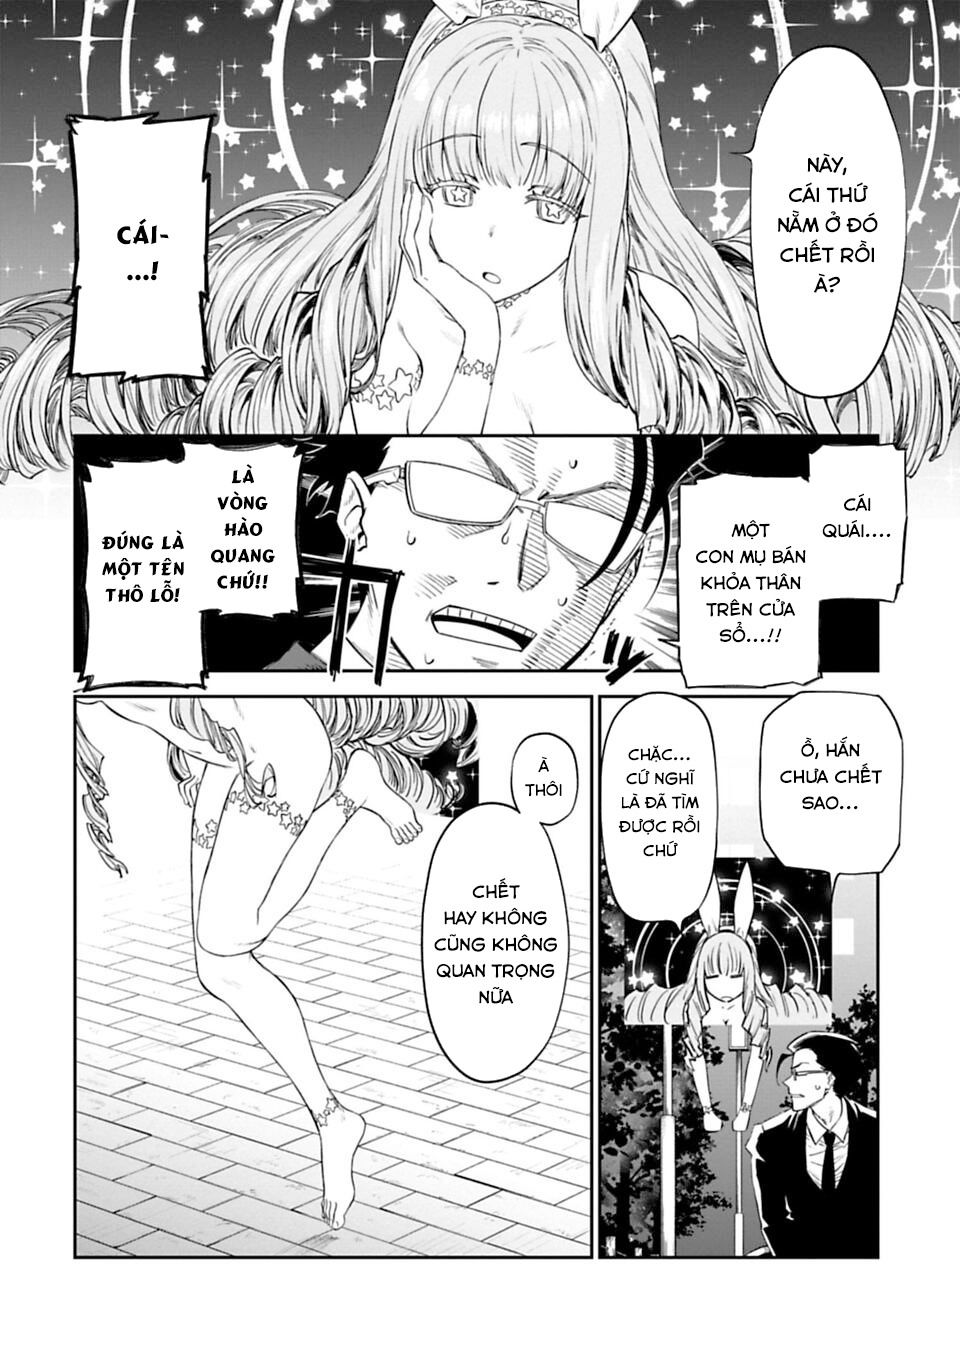 NÀY,
CÁI THỨ
NẰM Ở ĐÓ
CHẾT RỒI
À?
CÁI-
...!
CÁI
QUÁI....
MỘT
CON MỤ BÁN
KHỎA THÂN
TRÊN CỬA
SỔ...!!
LÀ
VÒNG
HÀO
QUANG
CHỨ!!
ĐÚNG LÀ
MỘT TÊN
THÔ LỖ!
Ồ, HẮN
CHƯA CHẾT
SAO...
CHẶC...
CỨ NGHĨ
LÀ ĐÃ TÌM
ĐƯỢC RỒI
CHỨ
À
THÔI
CHẾT
HAY KHÔNG
CŨNG KHÔNG
QUAN TRỌNG
NỮA